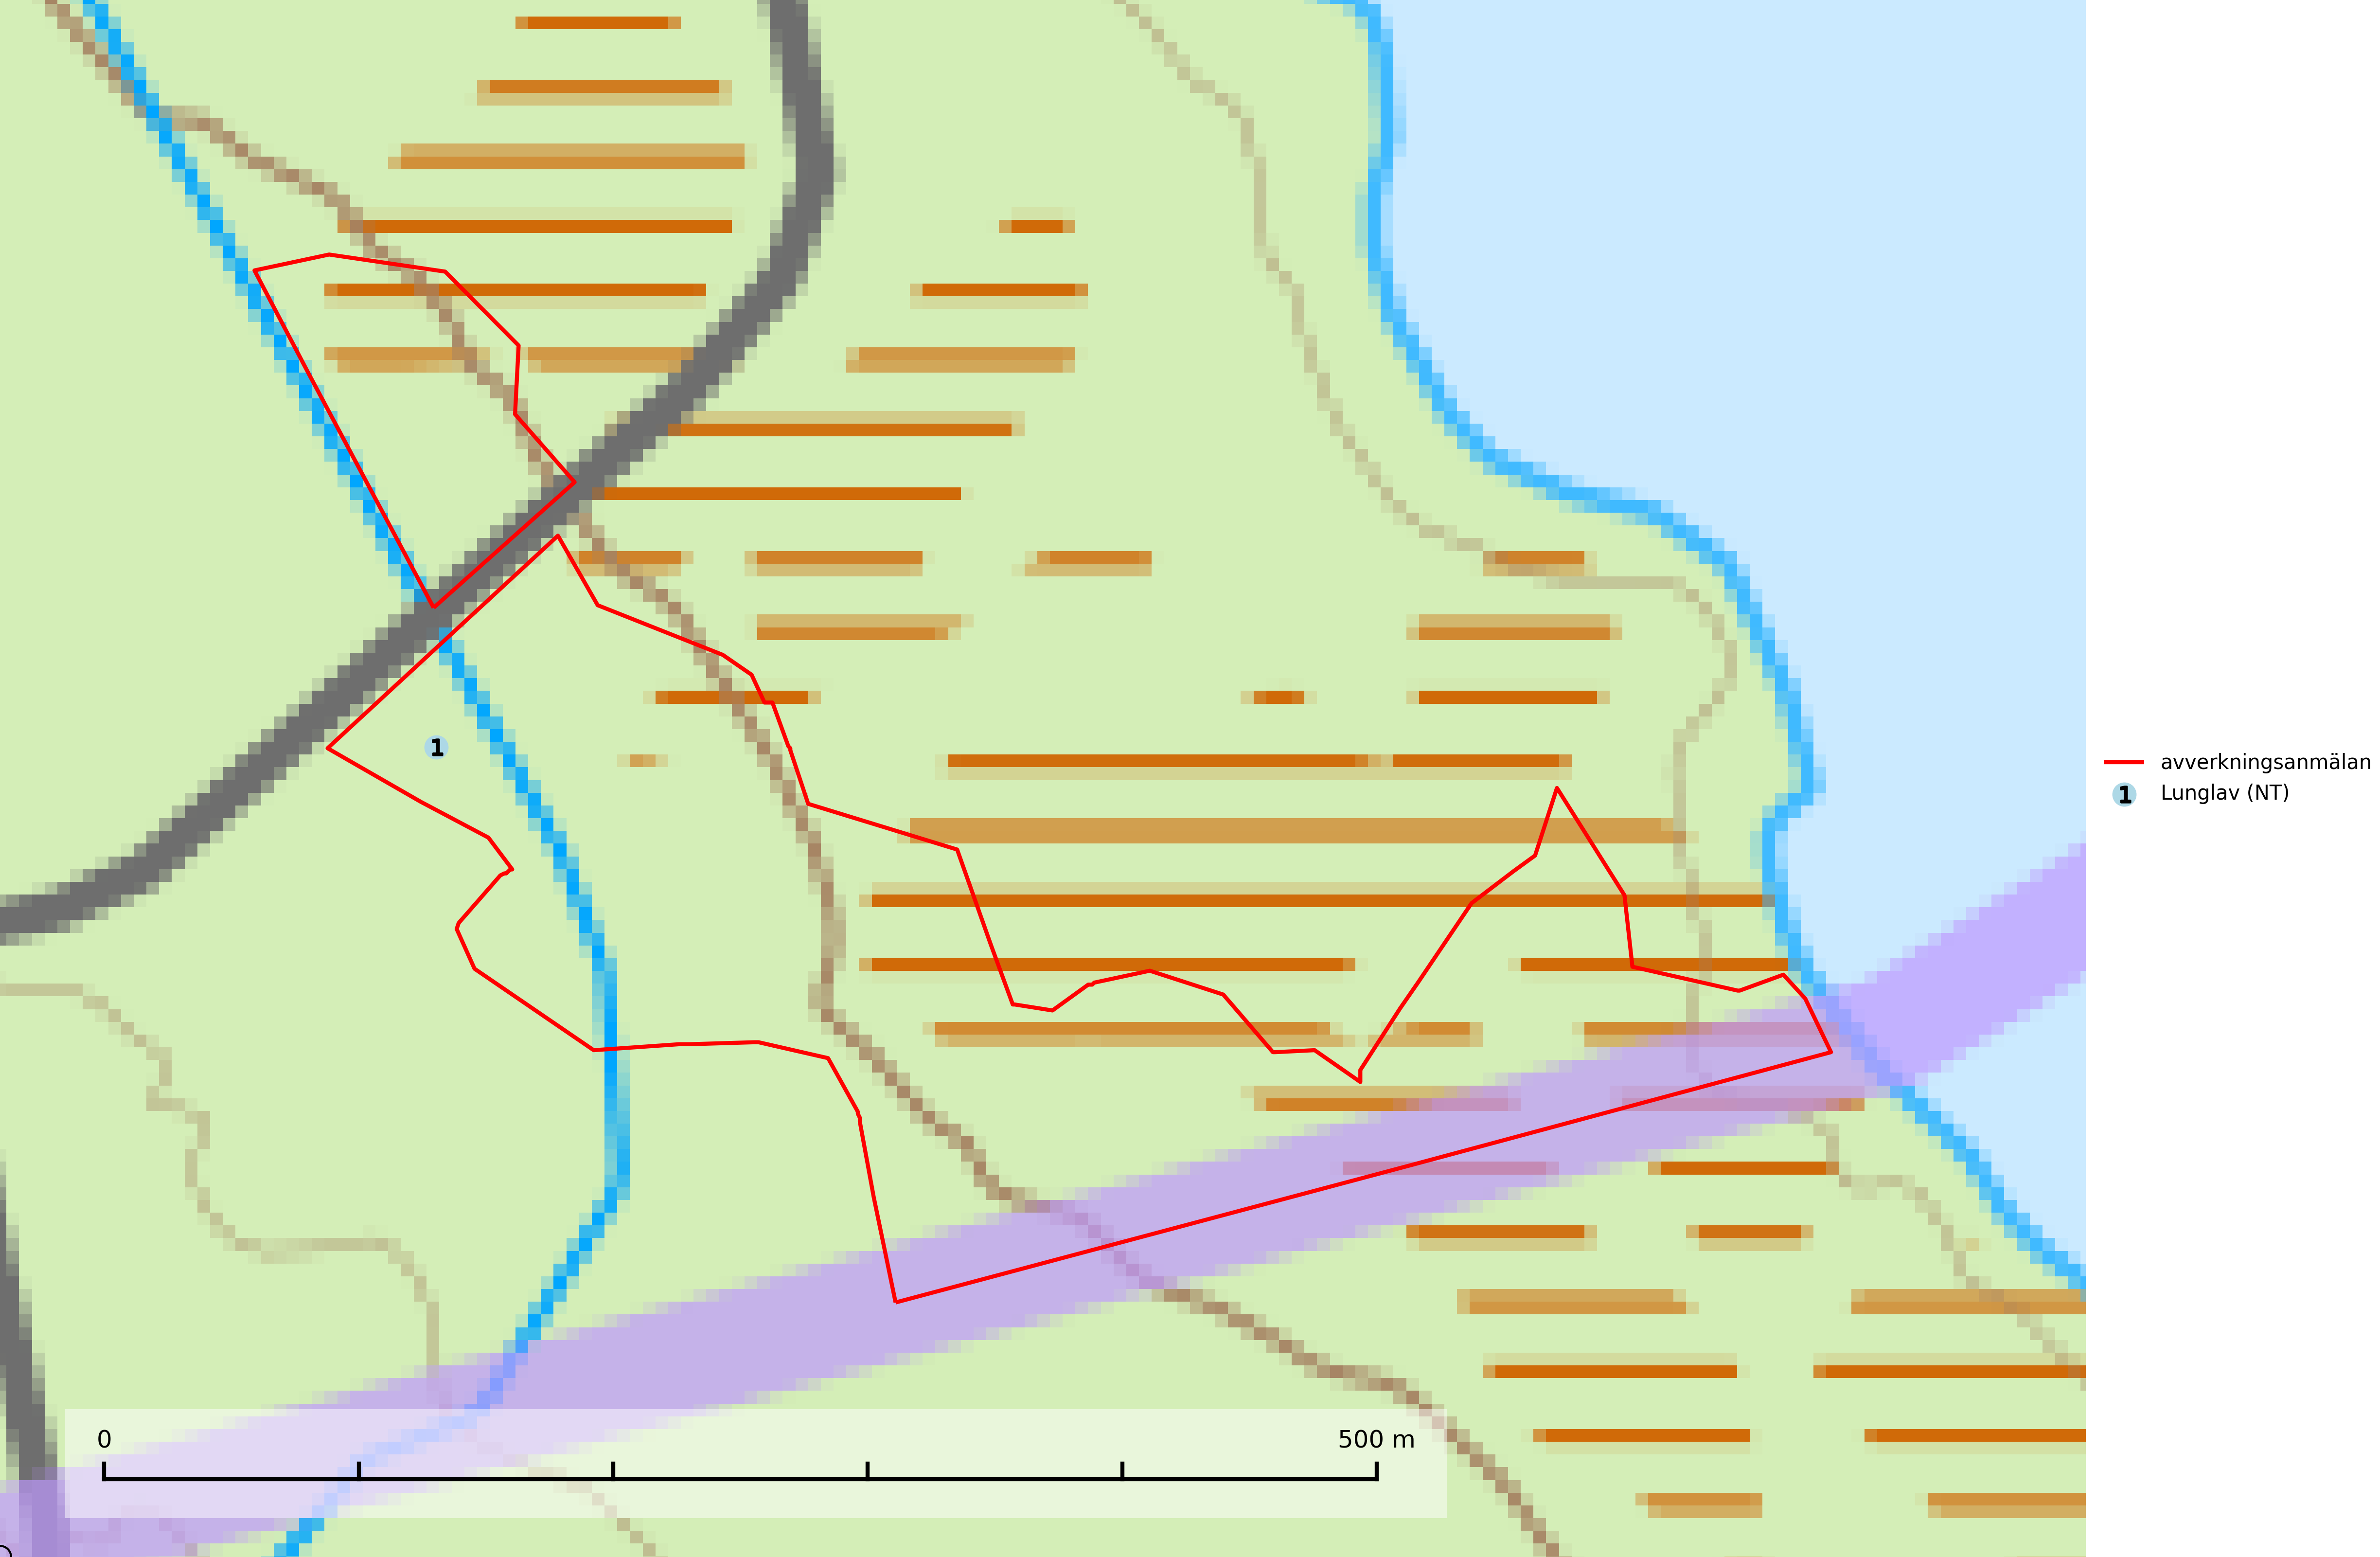 1
avverkningsanmälan
1 Lunglav (NT)
0 500 m